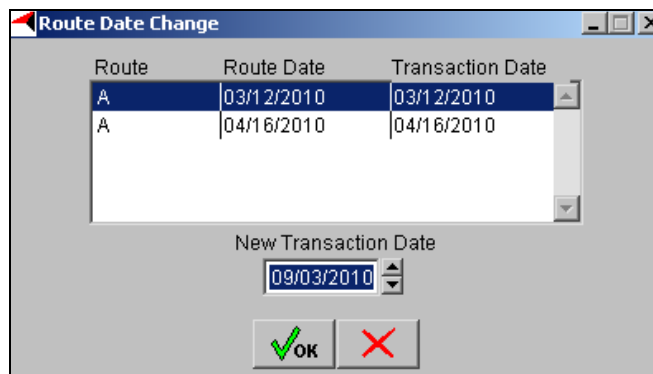 Route Date Change
Route Route Date Transaction Date
A 03/12/2010 03/12/2010
A 04/16/2010 04/16/2010
New Transaction Date
09/03/2010
OK